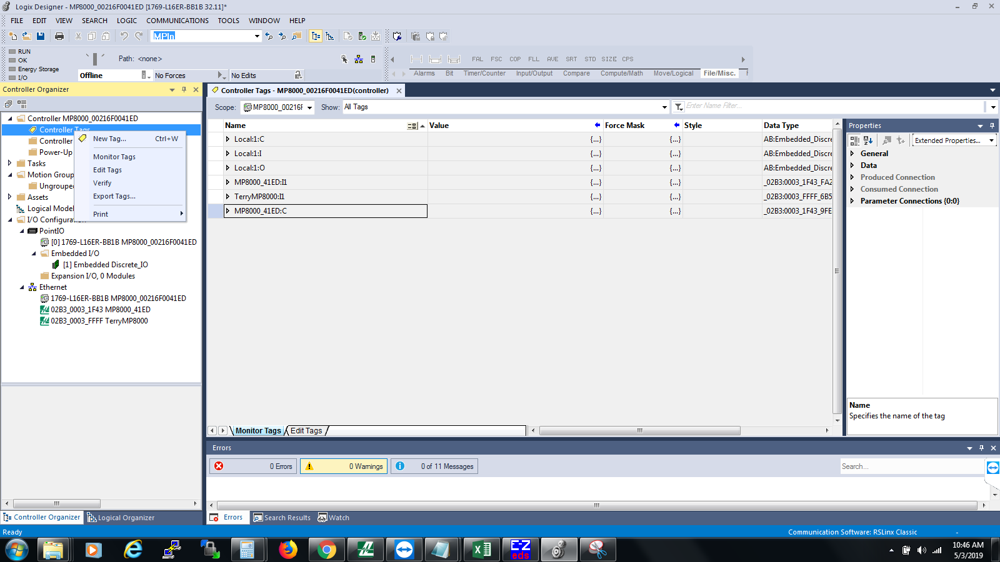 Logix Designer - MP8000_00216F0041ED [1769-L16ER-BB1B 32.11]*
FILE EDIT VIEW SEARCH LOGIC COMMUNICATIONS TOOLS WINDOW HELP
MPIn
RUN
OK
Energy Storage
I/O
Path: <none>
Offline
No Forces
No Edits
FAL FSC COP FLL AVE SRT STD SIZE CPS
Alarms Bit Timer/Counter Input/Output Compare Compute/Math Move/Logical File/Misc. F
Controller Organizer
Controller MP8000_00216F0041ED
Controller Tags
Controller
Power-Up
Tasks
Motion Group
Ungrouped
Assets
Logical Model
I/O Configuration
PointIO
[0] 1769-L16ER-BB1B MP8000_00216F0041ED
Embedded I/O
[1] Embedded Discrete_IO
Expansion I/O, 0 Modules
Ethernet
1769-L16ER-BB1B MP8000_00216F0041ED
02B3_0003_1F43 MP8000_41ED
02B3_0003_FFFF TerryMP8000
New Tag... Ctrl+W
Monitor Tags
Edit Tags
Verify
Export Tags...
Print
Controller Organizer Logical Organizer
Controller Tags - MP8000_00216F0041ED(controller)
Scope: MP8000_00216F Show: All Tags Enter Name Filter...
Name Value Force Mask Style Data Type
Local:1:C {...} {...} AB:Embedded_Discre
Local:1:I {...} {...} AB:Embedded_Discre
Local:1:O {...} {...} AB:Embedded_Discre
MP8000_41ED:I1 {...} {...} _02B3:0003_1F43_FA2
TerryMP8000:I1 {...} {...} _02B3:0003_FFFF_6B5
MP8000_41ED:C {...} {...} _02B3:0003_1F43_9FE
Monitor Tags Edit Tags
Properties
Extended Properties...
General
Data
Produced Connection
Consumed Connection
Parameter Connections {0:0}
Name
Specifies the name of the tag
Errors
0 Errors 0 Warnings 0 of 11 Messages Search...
Errors Search Results Watch
Ready Communication Software: RSLinx Classic -
E-Z
eds
10:46 AM
5/3/2019